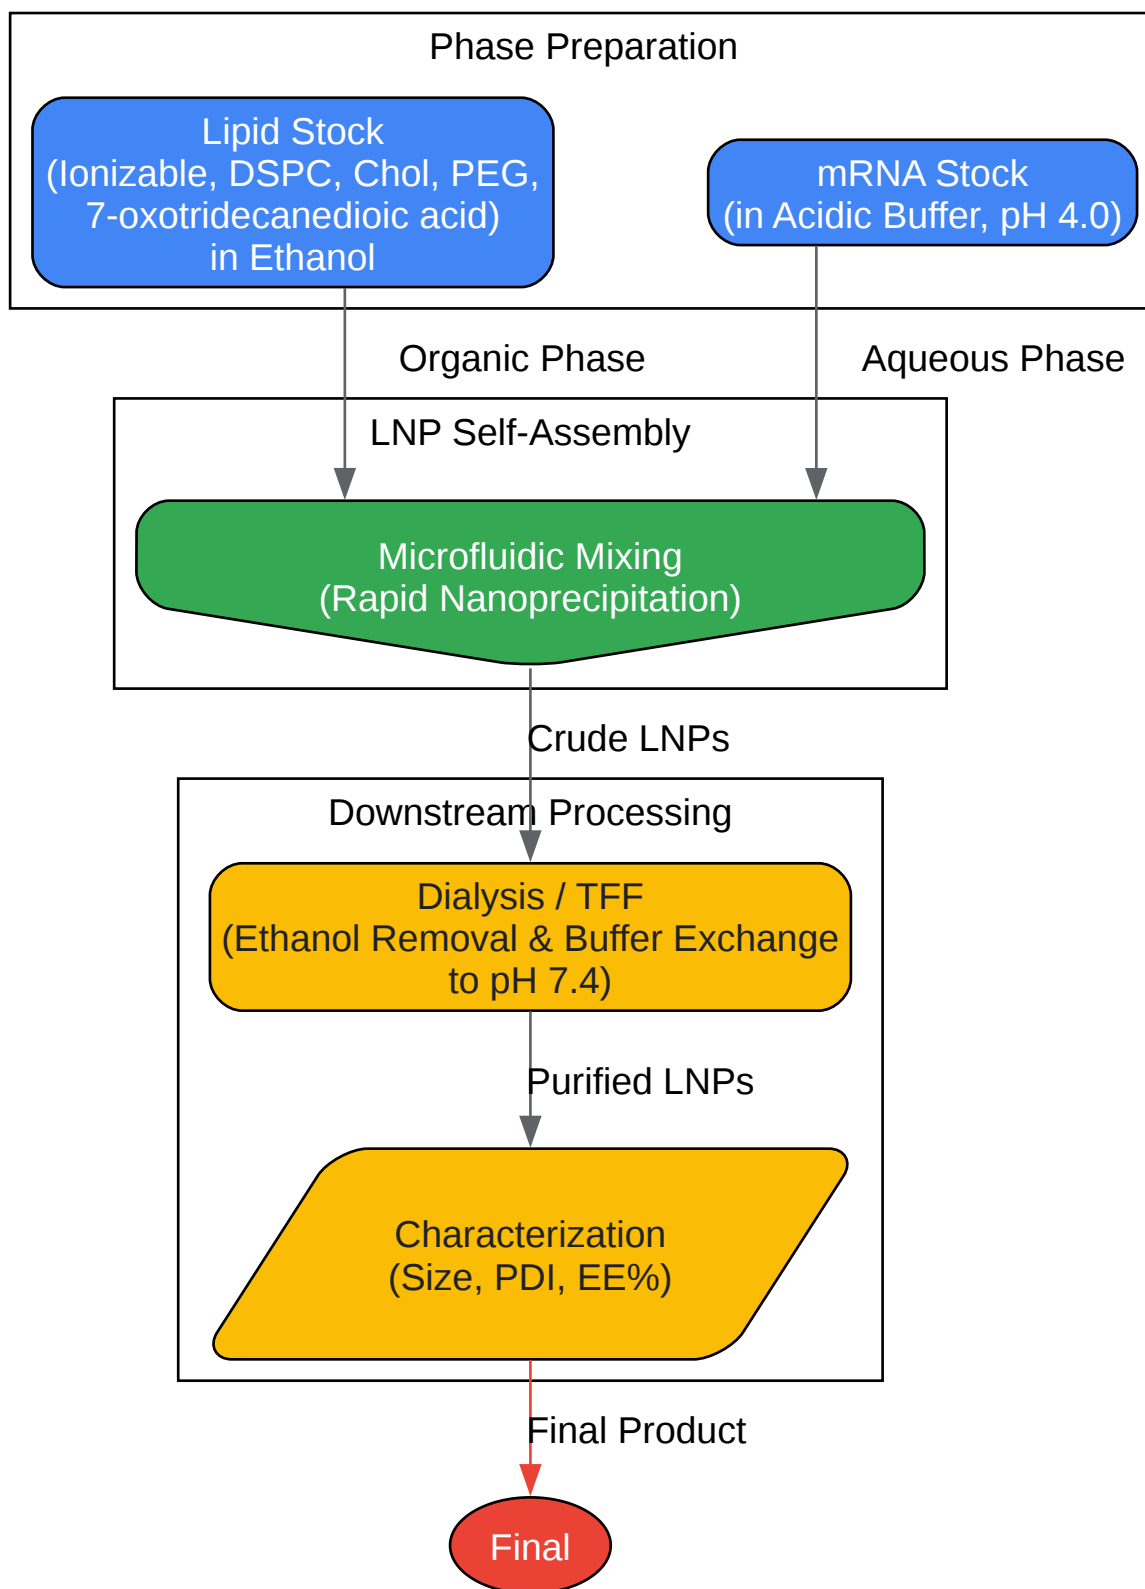 Phase Preparation
Lipid Stock
(Ionizable, DSPC, Chol, PEG,
7-oxotridecanedioic acid)
in Ethanol
mRNA Stock
(in Acidic Buffer, pH 4.0)
Organic Phase
Aqueous Phase
LNP Self-Assembly
Microfluidic Mixing
(Rapid Nanoprecipitation)
Crude LNPs
Downstream Processing
Dialysis / TFF
(Ethanol Removal & Buffer Exchange
to pH 7.4)
Purified LNPs
Characterization
(Size, PDI, EE%)
Final Product
Final